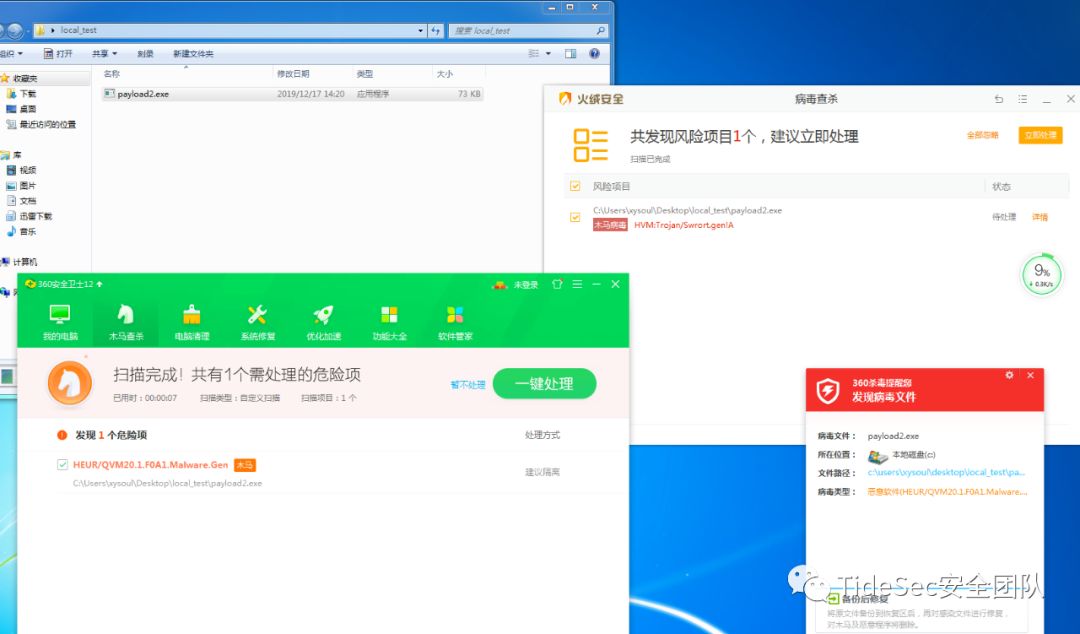 local_test
搜索 local_test
组织
打开
共享
刻录
新建文件夹
收藏夹
下载
桌面
最近访问的位置
库
视频
图片
文档
迅雷下载
音乐
计算机
名称
修改日期
类型
大小
payload2.exe
2019/12/17 14:20
应用程序
73 KB
火绒安全
病毒查杀
共发现风险项目1个，建议立即处理
扫描已完成
全部忽略
立即处理
风险项目
状态
C:\Users\xysoul\Desktop\local_test\payload2.exe
木马病毒
HVM:Trojan/Swrort.gen!A
待处理
详情
9%
0.3K/s
360安全卫士12
未登录
我的电脑
木马查杀
电脑清理
系统修复
优化加速
功能大全
软件管家
扫描完成！共有1个需处理的危险项
已用时：00:00:07
扫描类型：自定义扫描
扫描项目：1 个
暂不处理
一键处理
发现 1 个危险项
处理方式
HEUR/QVM20.1.F0A1.Malware.Gen
木马
C:\Users\xysoul\Desktop\local_test\payload2.exe
建议隔离
360杀毒提醒您
发现病毒文件
病毒文件： payload2.exe
所在位置： 本地磁盘(c)
文件路径： c:\users\xysoul\desktop\local_test\pa...
病毒类型： 恶意软件(HEUR/QVM20.1.F0A1.Malware....
TideSec安全团队
备份后修复
将原文件备份到恢复区后，再对感染文件进行修复，
对木马及恶意程序将删除。